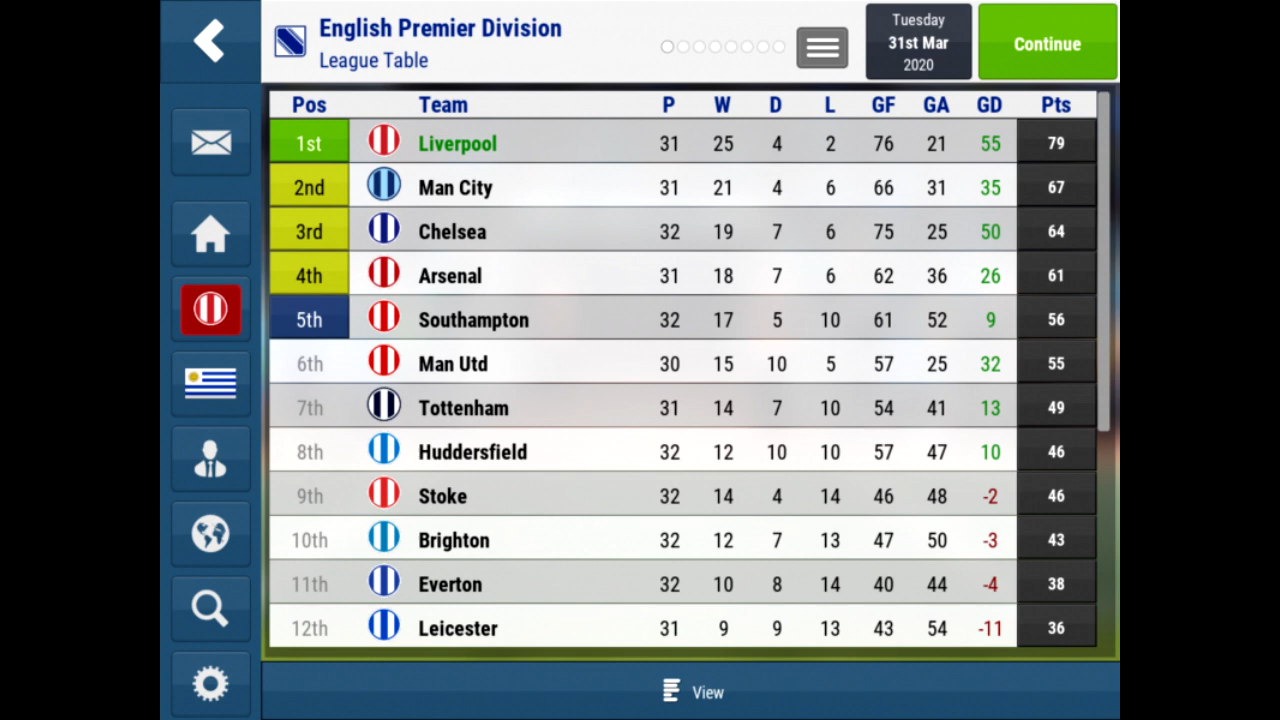 English Premier Division
League Table
Tuesday
31st Mar
2020
Continue
Pos Team P W D L GF GA GD Pts
1st Liverpool 31 25 4 2 76 21 55 79
2nd Man City 31 21 4 6 66 31 35 67
3rd Chelsea 32 19 7 6 75 25 50 64
4th Arsenal 31 18 7 6 62 36 26 61
5th Southampton 32 17 5 10 61 52 9 56
6th Man Utd 30 15 10 5 57 25 32 55
7th Tottenham 31 14 7 10 54 41 13 49
8th Huddersfield 32 12 10 10 57 47 10 46
9th Stoke 32 14 4 14 46 48 -2 46
10th Brighton 32 12 7 13 47 50 -3 43
11th Everton 32 10 8 14 40 44 -4 38
12th Leicester 31 9 9 13 43 54 -11 36
View